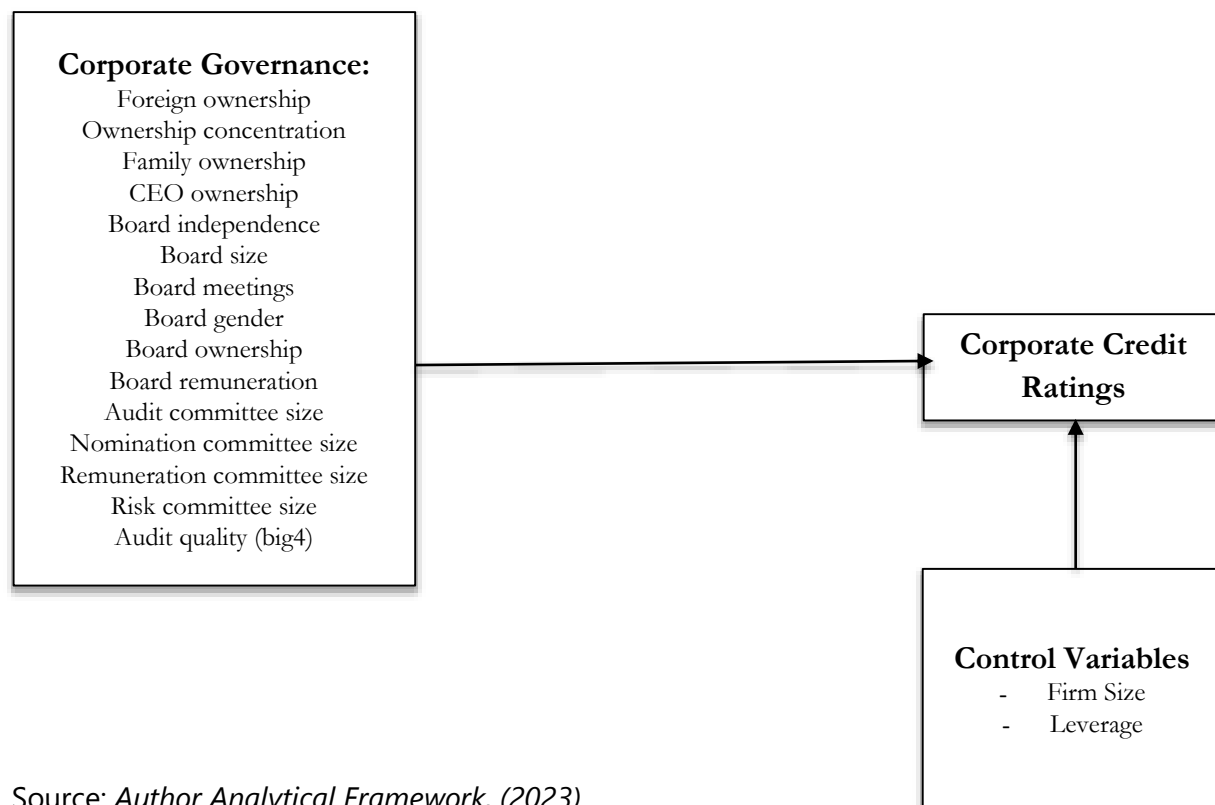 Corporate Governance:
Foreign ownership
Ownership concentration
Family ownership
CEO ownership
Board independence
Board size
Board meetings
Board gender
Board ownership
Board remuneration
Audit committee size
Nomination committee size
Remuneration committee size
Risk committee size
Audit quality (big4)
Corporate Credit
Ratings
Control Variables
- Firm Size
- Leverage
Source: Author Analytical Framework, (2023)